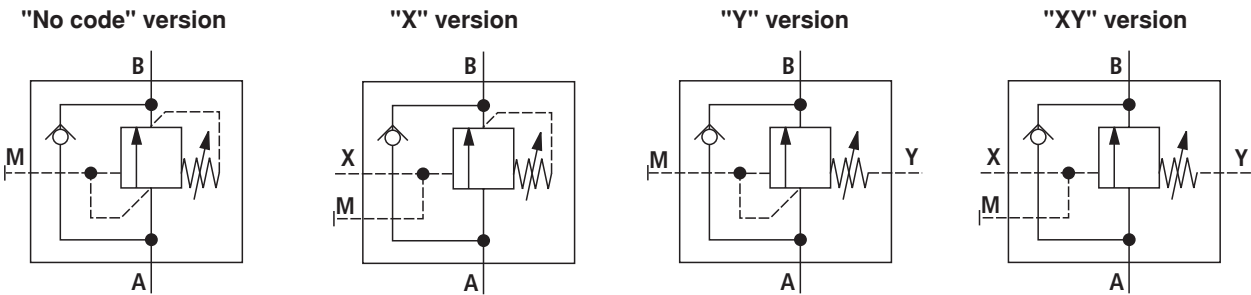 "No code" version
"X" version
"Y" version
"XY" version
B
B
B
B
M
X
M
Y
X
Y
M
M
A
A
A
A